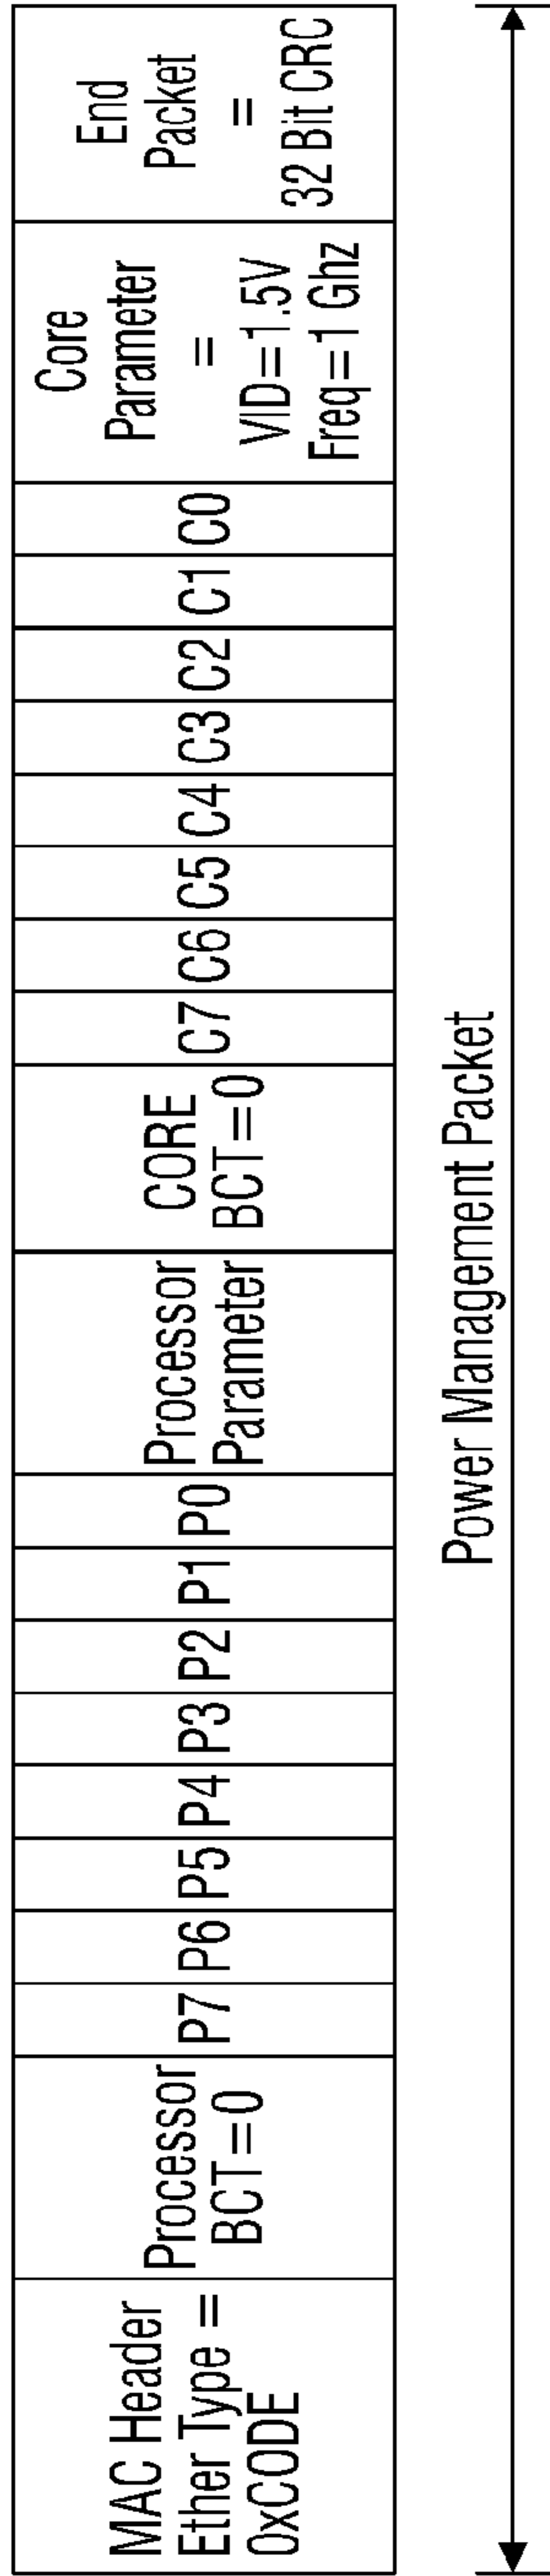 MAC Header
Ether Type =
0xCODE
Processor
BCT=0
P7
P6
P5
P4
P3
P2
P1
P0
Processor
Parameter
CORE
BCT=0
C7
C6
C5
C4
C3
C2
C1
C0
Core
Parameter
=
VID=1.5V
Freq=1 Ghz
End
Packet
=
32 Bit CRC
Power Management Packet